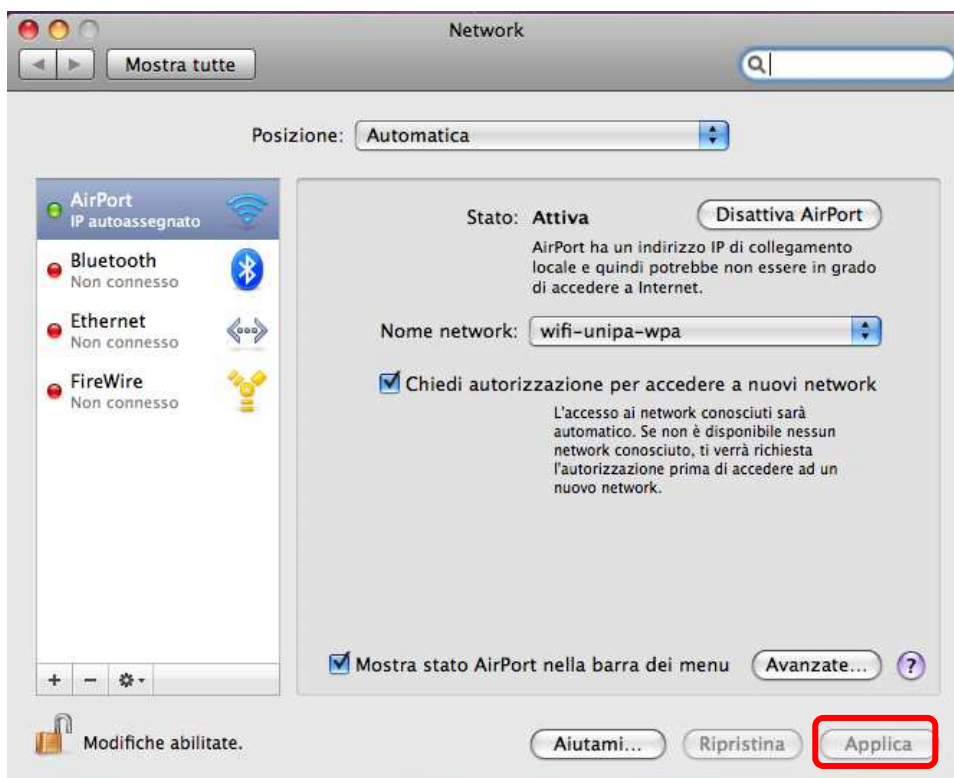 Network
Mostra tutte
Posizione: Automatica
AirPort
IP autoassegnato
Bluetooth
Non connesso
Ethernet
Non connesso
FireWire
Non connesso
Stato: Attiva
Disattiva AirPort
AirPort ha un indirizzo IP di collegamento
locale e quindi potrebbe non essere in grado
di accedere a Internet.
Nome network: wifi-unipa-wpa
Chiedi autorizzazione per accedere a nuovi network
L'accesso ai network conosciuti sarà
automatico. Se non è disponibile nessun
network conosciuto, ti verrà richiesta
l'autorizzazione prima di accedere ad un
nuovo network.
Mostra stato AirPort nella barra dei menu
Avanzate...
?
+ −
Modifiche abilitate.
Aiutami...
Ripristina
Applica